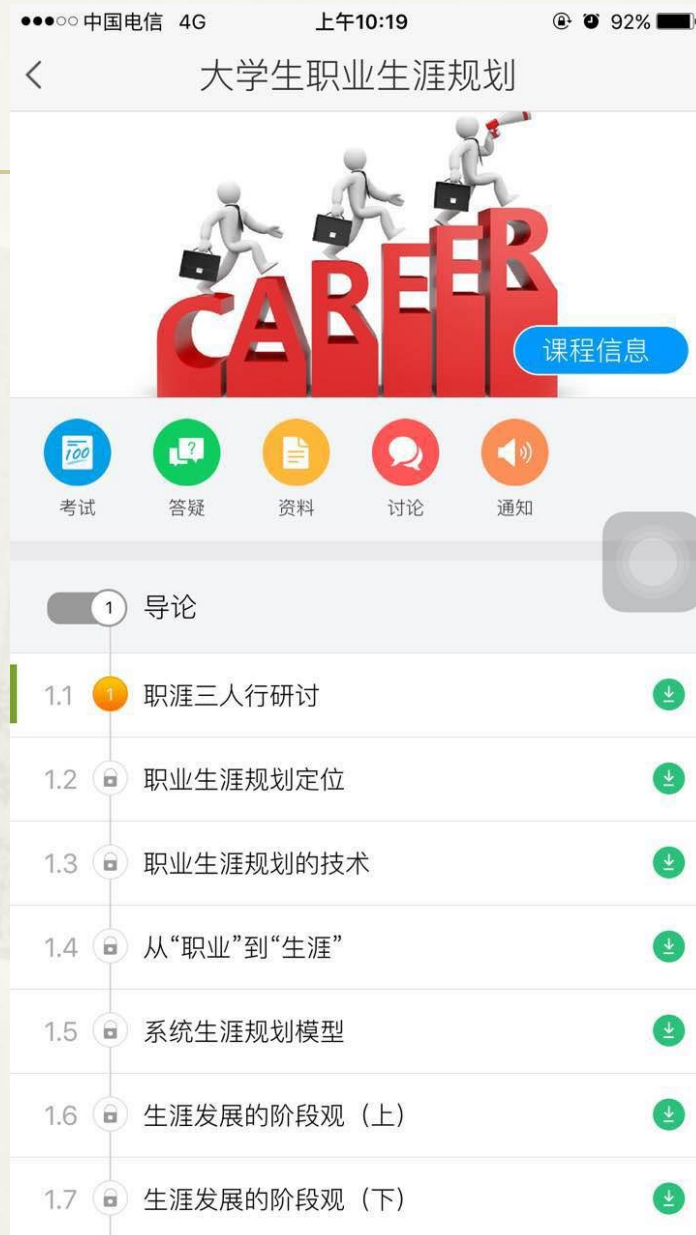 中国电信 4G 上午10:19 92%
大学生职业生涯规划
CAREER
课程信息
100 ?
考试 答疑 资料 讨论 通知
1 导论
1.1 1 职涯三人行研讨
1.2 职业生涯规划定位
1.3 职业生涯规划的技术
1.4 从“职业”到“生涯”
1.5 系统生涯规划模型
1.6 生涯发展的阶段观（上）
1.7 生涯发展的阶段观（下）